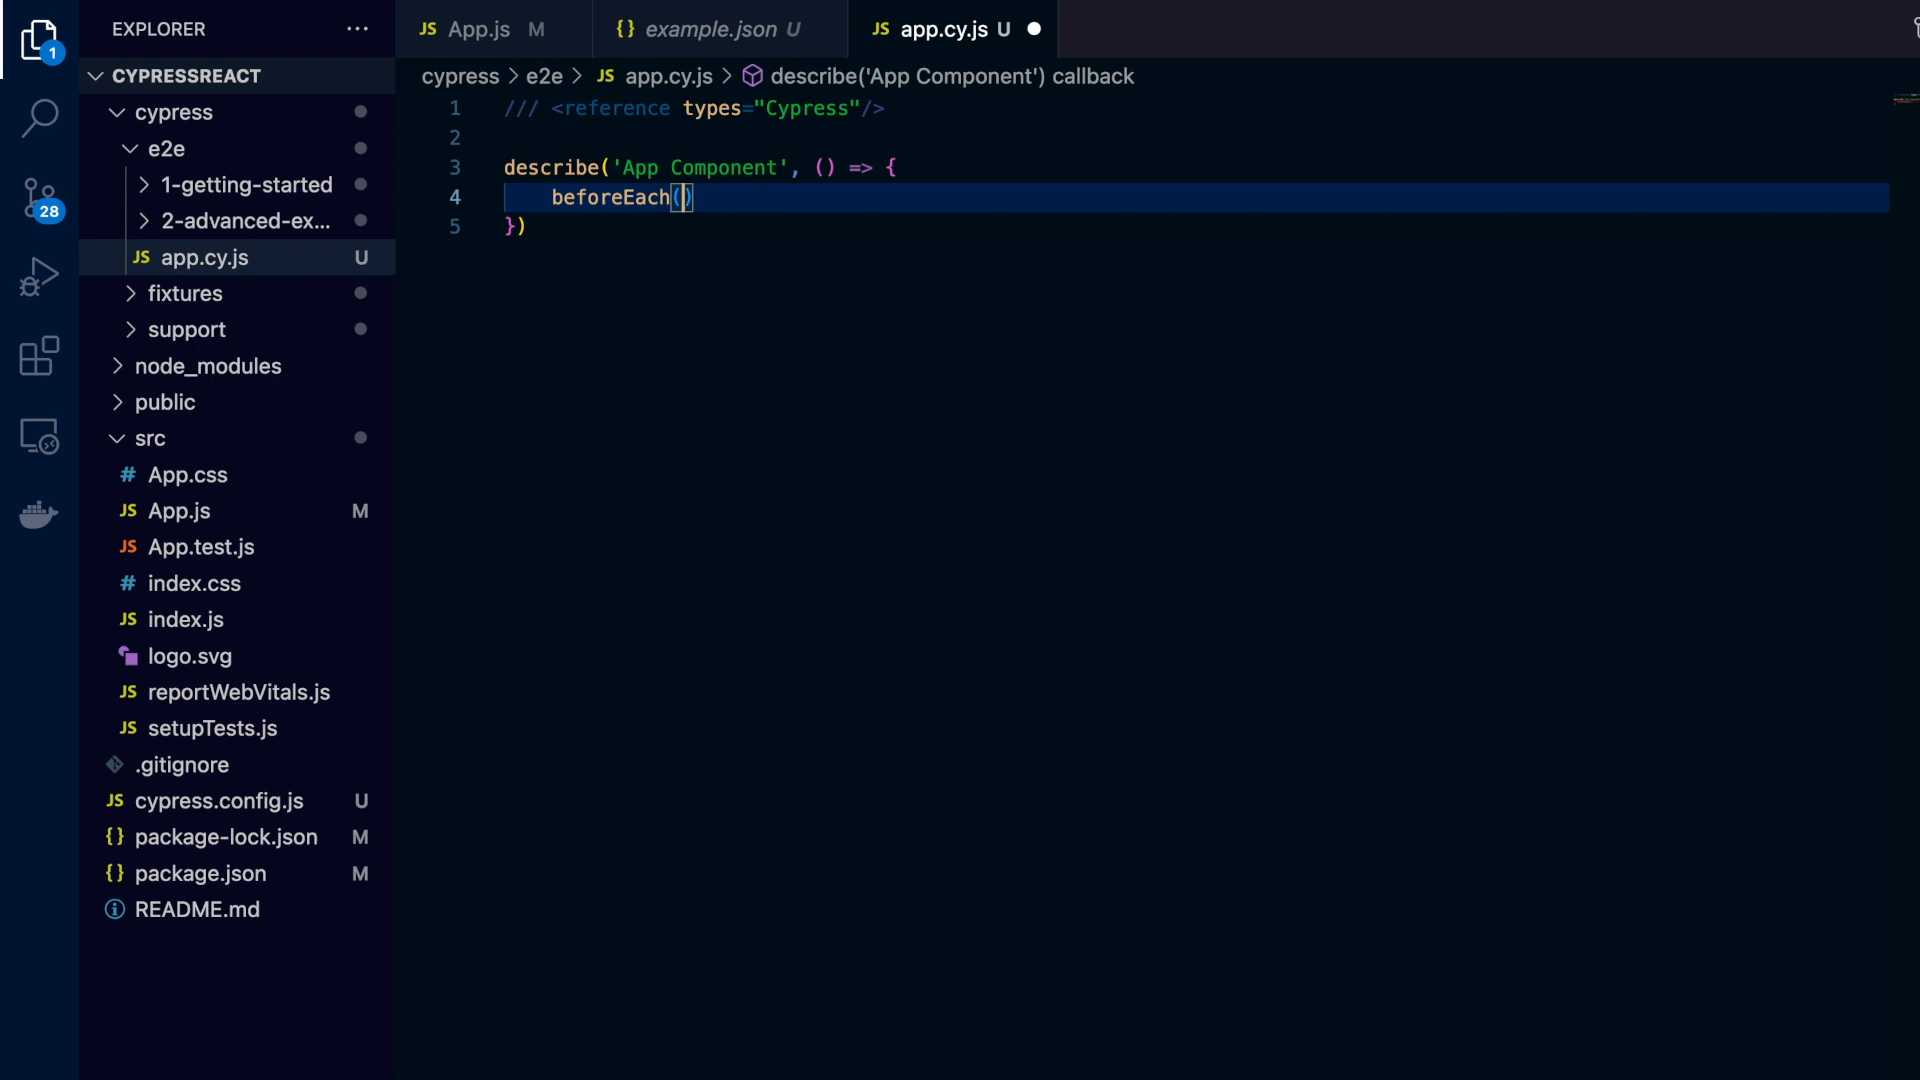 EXPLORER
CYPRESSREACT
cypress
e2e
1-getting-started
2-advanced-ex...
JS app.cy.js U
fixtures
support
node_modules
public
src
# App.css
JS App.js M
JS App.test.js
# index.css
JS index.js
logo.svg
JS reportWebVitals.js
JS setupTests.js
.gitignore
JS cypress.config.js U
{} package-lock.json M
{} package.json M
README.md
1
28
JS App.js M
{} example.json U
JS app.cy.js U
cypress > e2e > JS app.cy.js > describe('App Component') callback
1 /// <reference types="Cypress"/>
2
3 describe('App Component', () => {
4 beforeEach()
5 })